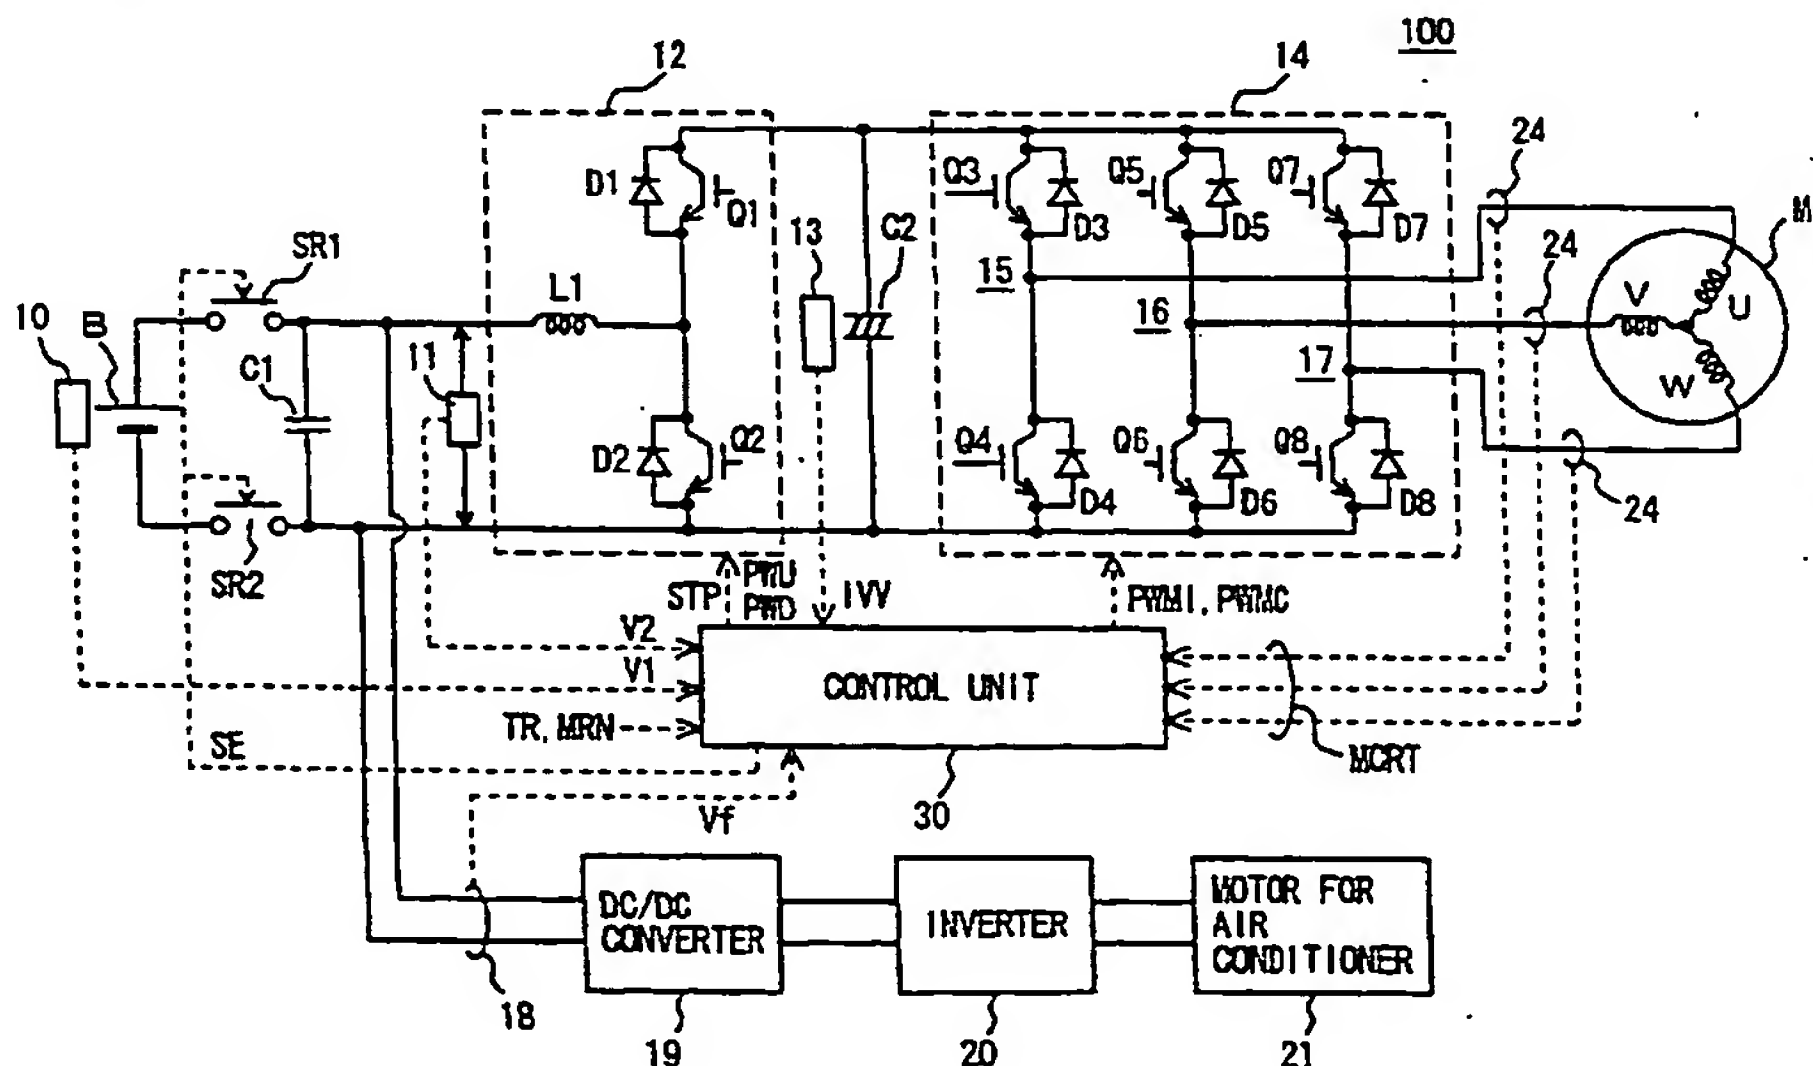 100
12
14
24
Q3
Q5
Q7
D1
Q1
13
C2
D3
D5
D7
M
SR1
L1
15
24
V
U
10
B
16
C1
11
17
W
Q4
Q6
Q8
D2
Q2
D4
D6
D8
24
SR2
STP
PWU
PWD
IVV
PWMI, PWMC
V2
V1
CONTROL UNIT
TR, MRN
SE
MCRT
Vf
30
DC/DC
CONVERTER
INVERTER
MOTOR FOR
AIR
CONDITIONER
18
19
20
21